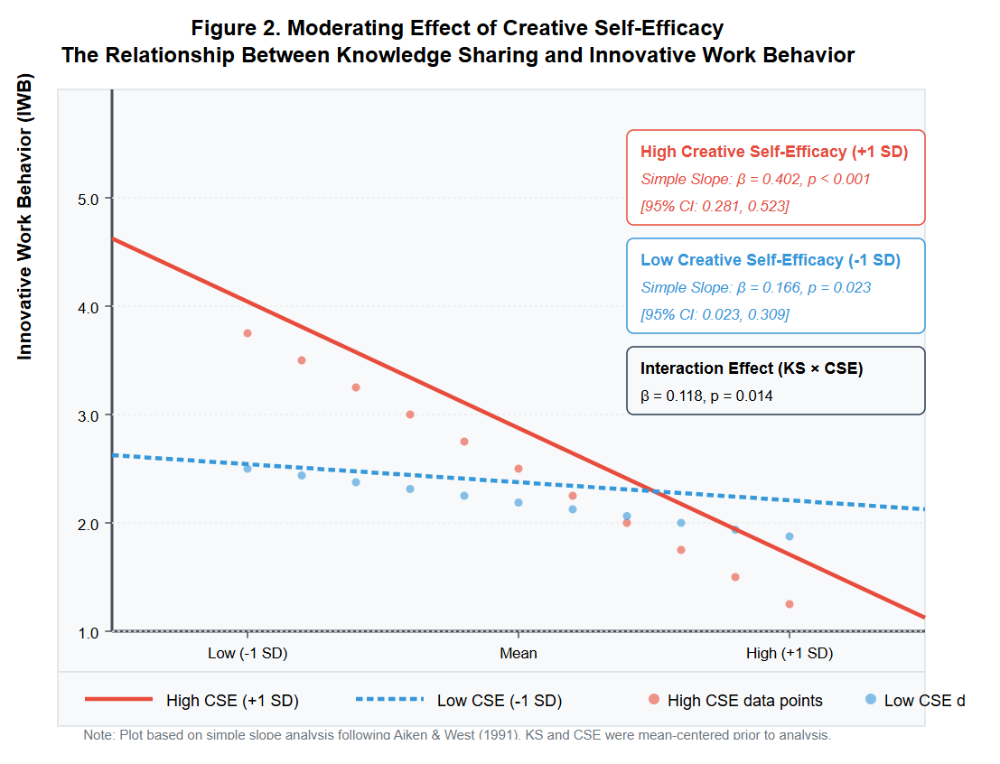 Figure 2. Moderating Effect of Creative Self-Efficacy
The Relationship Between Knowledge Sharing and Innovative Work Behavior
Innovative Work Behavior (IWB)
5.0
4.0
3.0
2.0
1.0
High Creative Self-Efficacy (+1 SD)
Simple Slope: β = 0.402, p < 0.001
[95% CI: 0.281, 0.523]
Low Creative Self-Efficacy (-1 SD)
Simple Slope: β = 0.166, p = 0.023
[95% CI: 0.023, 0.309]
Interaction Effect (KS × CSE)
β = 0.118, p = 0.014
Low (-1 SD)
Mean
High (+1 SD)
High CSE (+1 SD)
Low CSE (-1 SD)
High CSE data points
Low CSE d
Note: Plot based on simple slope analysis following Aiken & West (1991). KS and CSE were mean-centered prior to analysis.